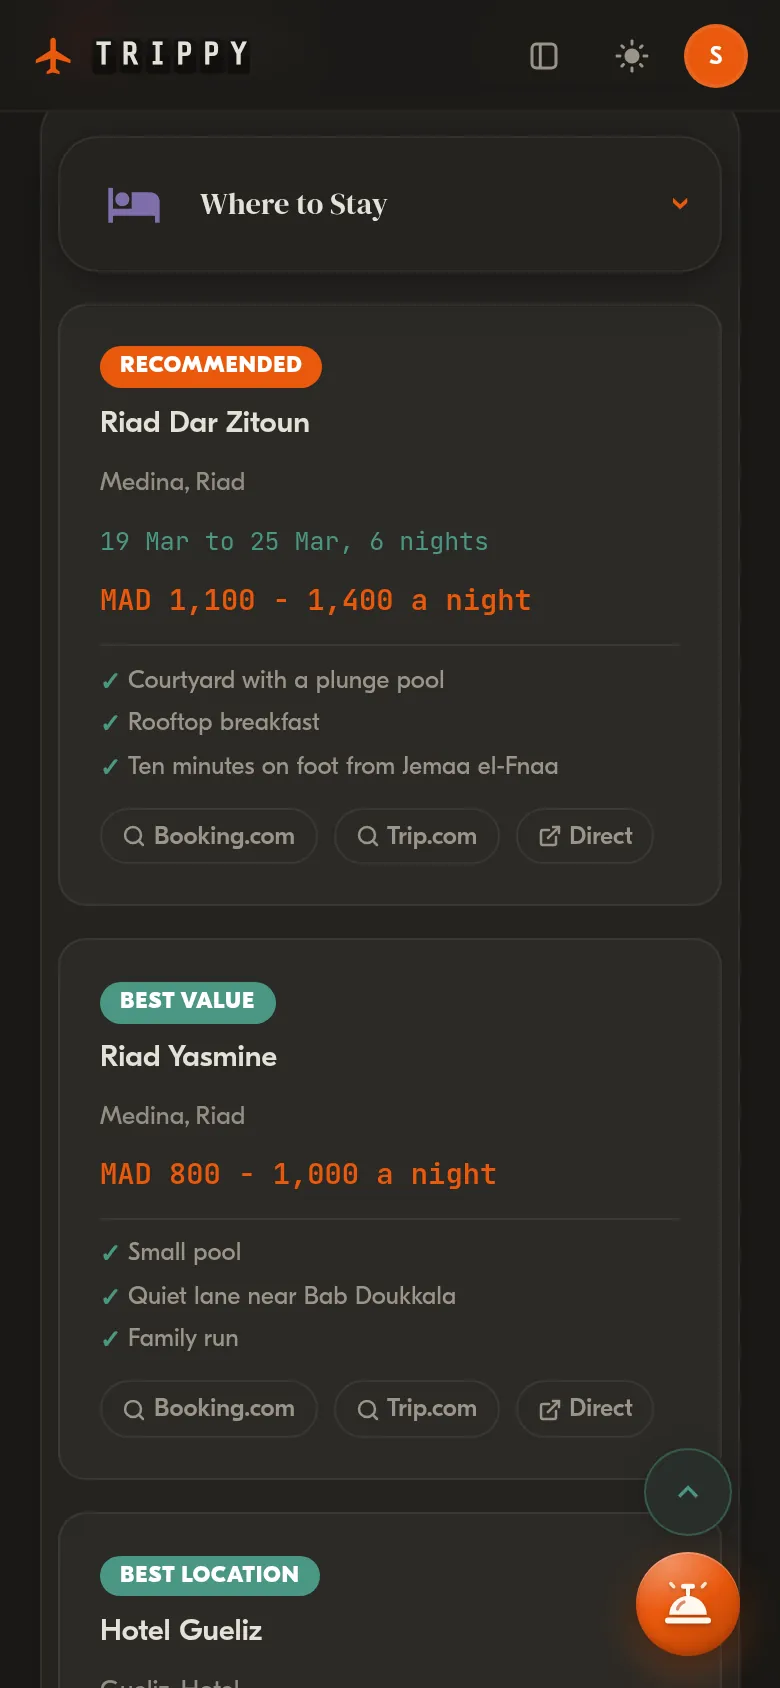 TRIPPY
S
Where to Stay
RECOMMENDED
Riad Dar Zitoun
Medina, Riad
19 Mar to 25 Mar, 6 nights
MAD 1,100 - 1,400 a night
✓ Courtyard with a plunge pool
✓ Rooftop breakfast
✓ Ten minutes on foot from Jemaa el-Fnaa
Booking.com Trip.com Direct
BEST VALUE
Riad Yasmine
Medina, Riad
MAD 800 - 1,000 a night
✓ Small pool
✓ Quiet lane near Bab Doukkala
✓ Family run
Booking.com Trip.com Direct
BEST LOCATION
Hotel Gueliz
Gueliz, Hotel